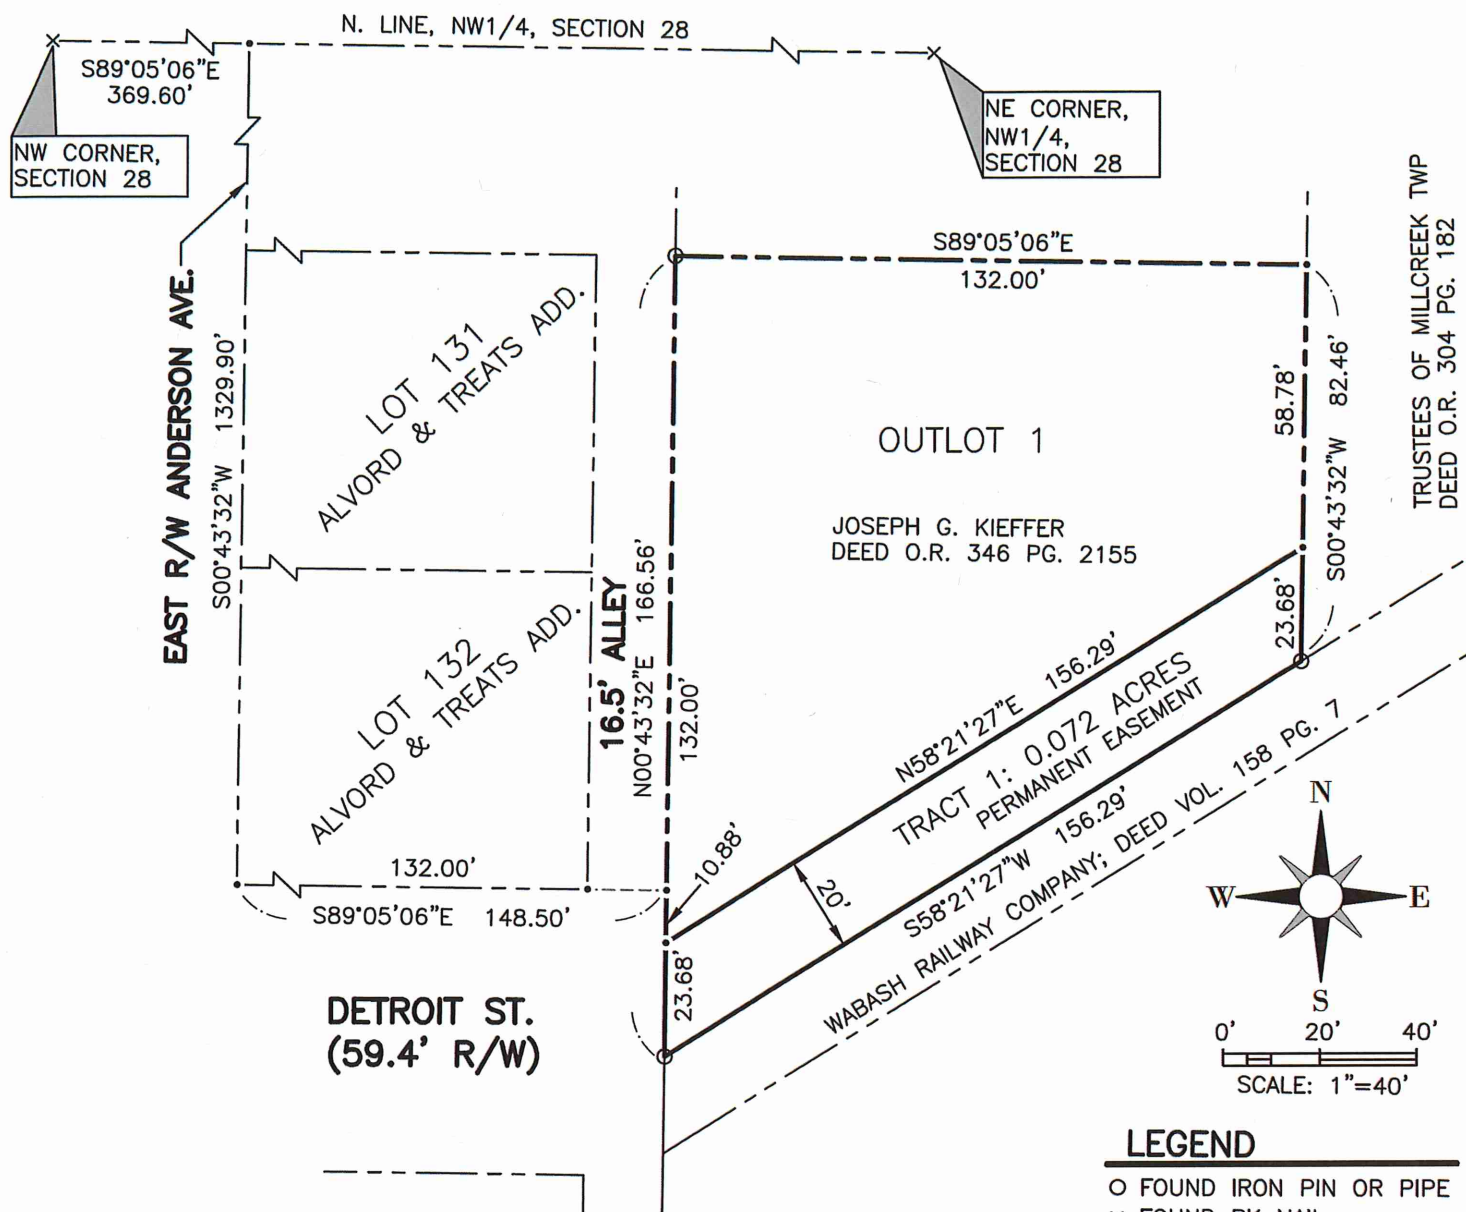 N. LINE, NW1/4, SECTION 28
S89°05'06"E
369.60'
NW CORNER,
SECTION 28
NE CORNER,
NW1/4,
SECTION 28
TRUSTEES OF MILLCREEK TWP
DEED O.R. 304 PG. 182
S89°05'06"E
132.00'
EAST R/W ANDERSON AVE.
S00°43'32"W 1329.90'
LOT 131
ALVORD & TREATS ADD.
OUTLOT 1
58.78'
S00°43'32"W 82.46'
JOSEPH G. KIEFFER
DEED O.R. 346 PG. 2155
16.5' ALLEY
N00°43'32"E 166.56'
132.00'
23.68'
LOT 132
ALVORD & TREATS ADD.
N58°21'27"E 156.29'
TRACT 1: 0.072 ACRES
PERMANENT EASEMENT
S58°21'27"W 156.29'
WABASH RAILWAY COMPANY; DEED VOL. 158 PG. 7
20'
10.88'
132.00'
S89°05'06"E 148.50'
23.68'
DETROIT ST.
(59.4' R/W)
N
W
E
S
0' 20' 40'
SCALE: 1"=40'
LEGEND
O FOUND IRON PIN OR PIPE